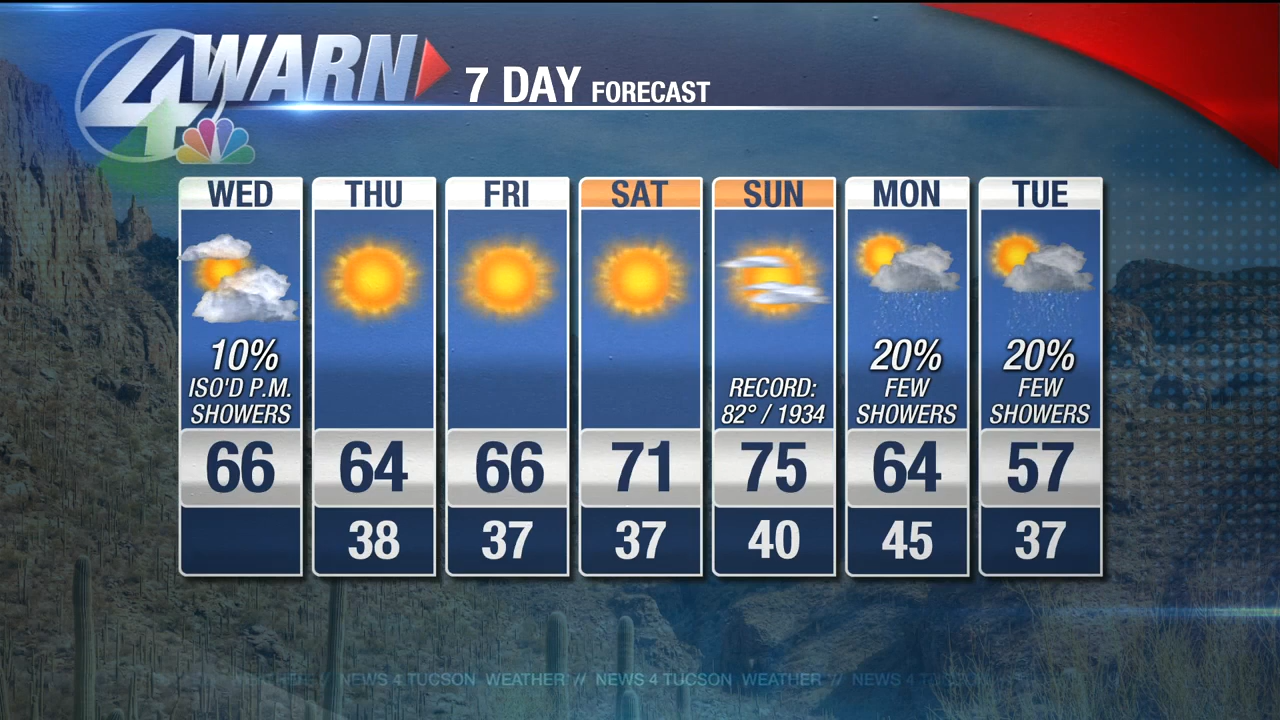 4WARN
7 DAY FORECAST
WED
THU
FRI
SAT
SUN
MON
TUE
10%
ISO'D P.M.
SHOWERS
RECORD:
82° / 1934
20%
FEW
SHOWERS
20%
FEW
SHOWERS
66
64
66
71
75
64
57
38
37
37
40
45
37
// NEWS 4 TUCSON WEATHER // NEWS 4 TUCSON WEATHER // NEWS 4